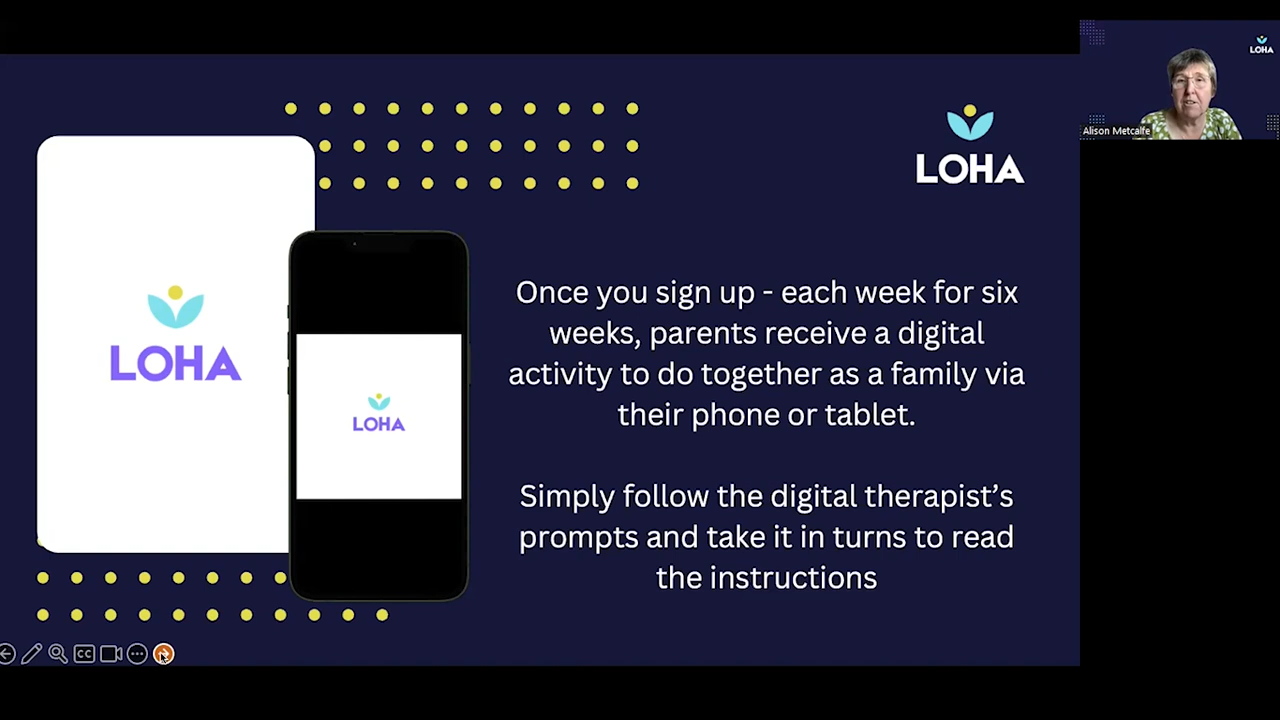 LOHA
Alison Metcalfe
LOHA
LOHA
LOHA
Once you sign up - each week for six
weeks, parents receive a digital
activity to do together as a family via
their phone or tablet.
Simply follow the digital therapist’s
prompts and take it in turns to read
the instructions
CC